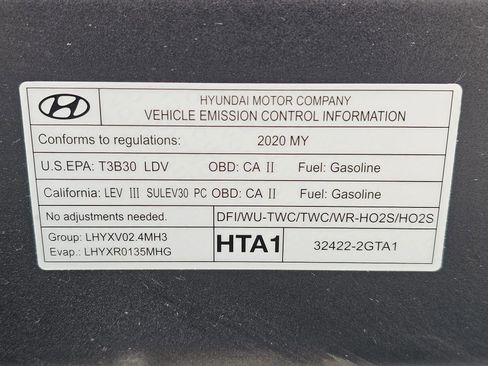 HYUNDAI MOTOR COMPANY
VEHICLE EMISSION CONTROL INFORMATION
Conforms to regulations: 2020 MY
U.S.EPA: T3B30 LDV OBD: CA II Fuel: Gasoline
California: LEV III SULEV30 PC OBD: CA II Fuel: Gasoline
No adjustments needed. DFI/WU-TWC/TWC/WR-HO2S/HO2S
Group: LHYXV02.4MH3
Evap.: LHYXR0135MHG
HTA1 32422-2GTA1